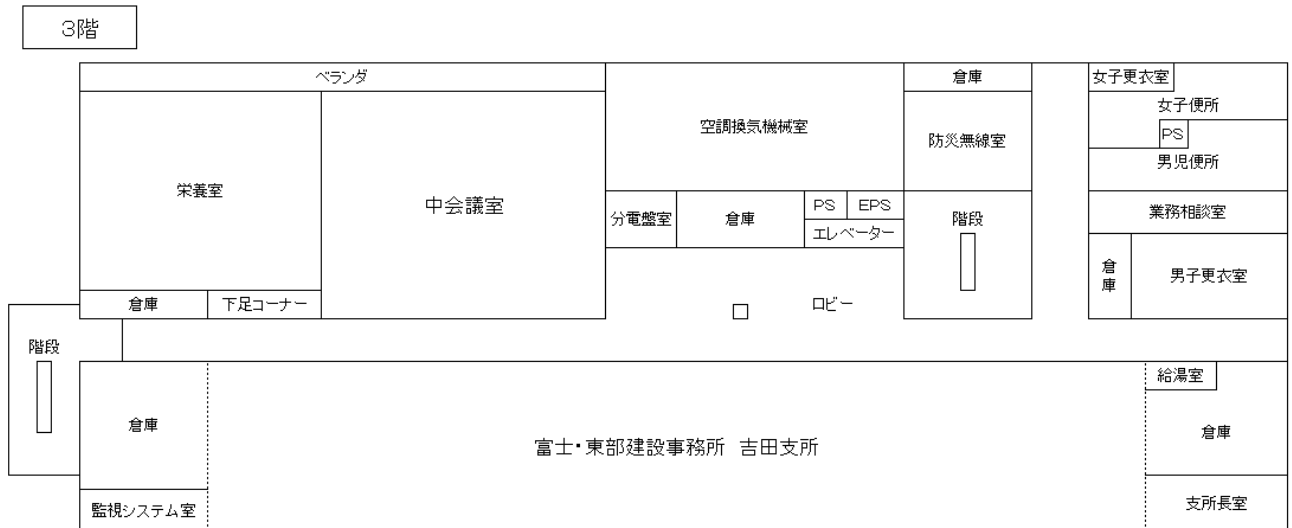 3階
ベランダ
倉庫
女子更衣室
女子便所
空調換気機械室
防災無線室
PS
男児便所
栄養室
中会議室
分電盤室
倉庫
PS
EPS
エレベーター
階段
業務相談室
倉庫
男子更衣室
倉庫
下足コーナー
ロビー
階段
給湯室
倉庫
倉庫
富士・東部建設事務所 吉田支所
監視システム室
支所長室